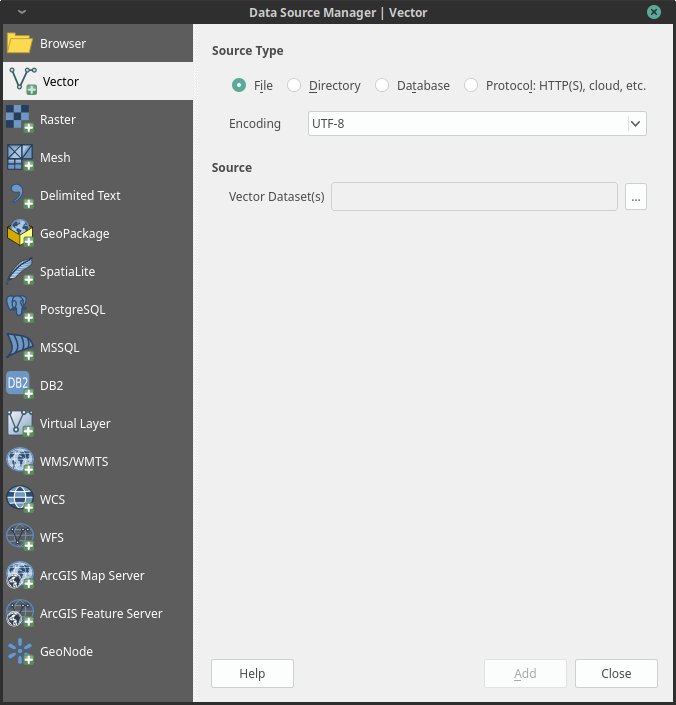 Data Source Manager | Vector
Browser
Vector
Raster
Mesh
Delimited Text
GeoPackage
SpatiaLite
PostgreSQL
MSSQL
DB2
DB2
Virtual Layer
WMS/WMTS
WCS
WFS
ArcGIS Map Server
ArcGIS Feature Server
GeoNode
Source Type
File Directory Database Protocol: HTTP(S), cloud, etc.
Encoding UTF-8
Source
Vector Dataset(s) ...
Help Add Close